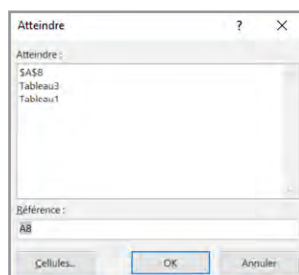 Atteindre ? ✕
Atteindre :
$A$8
Tableau3
Tableau1
Référence :
A8
Cellules...
OK
Annuler